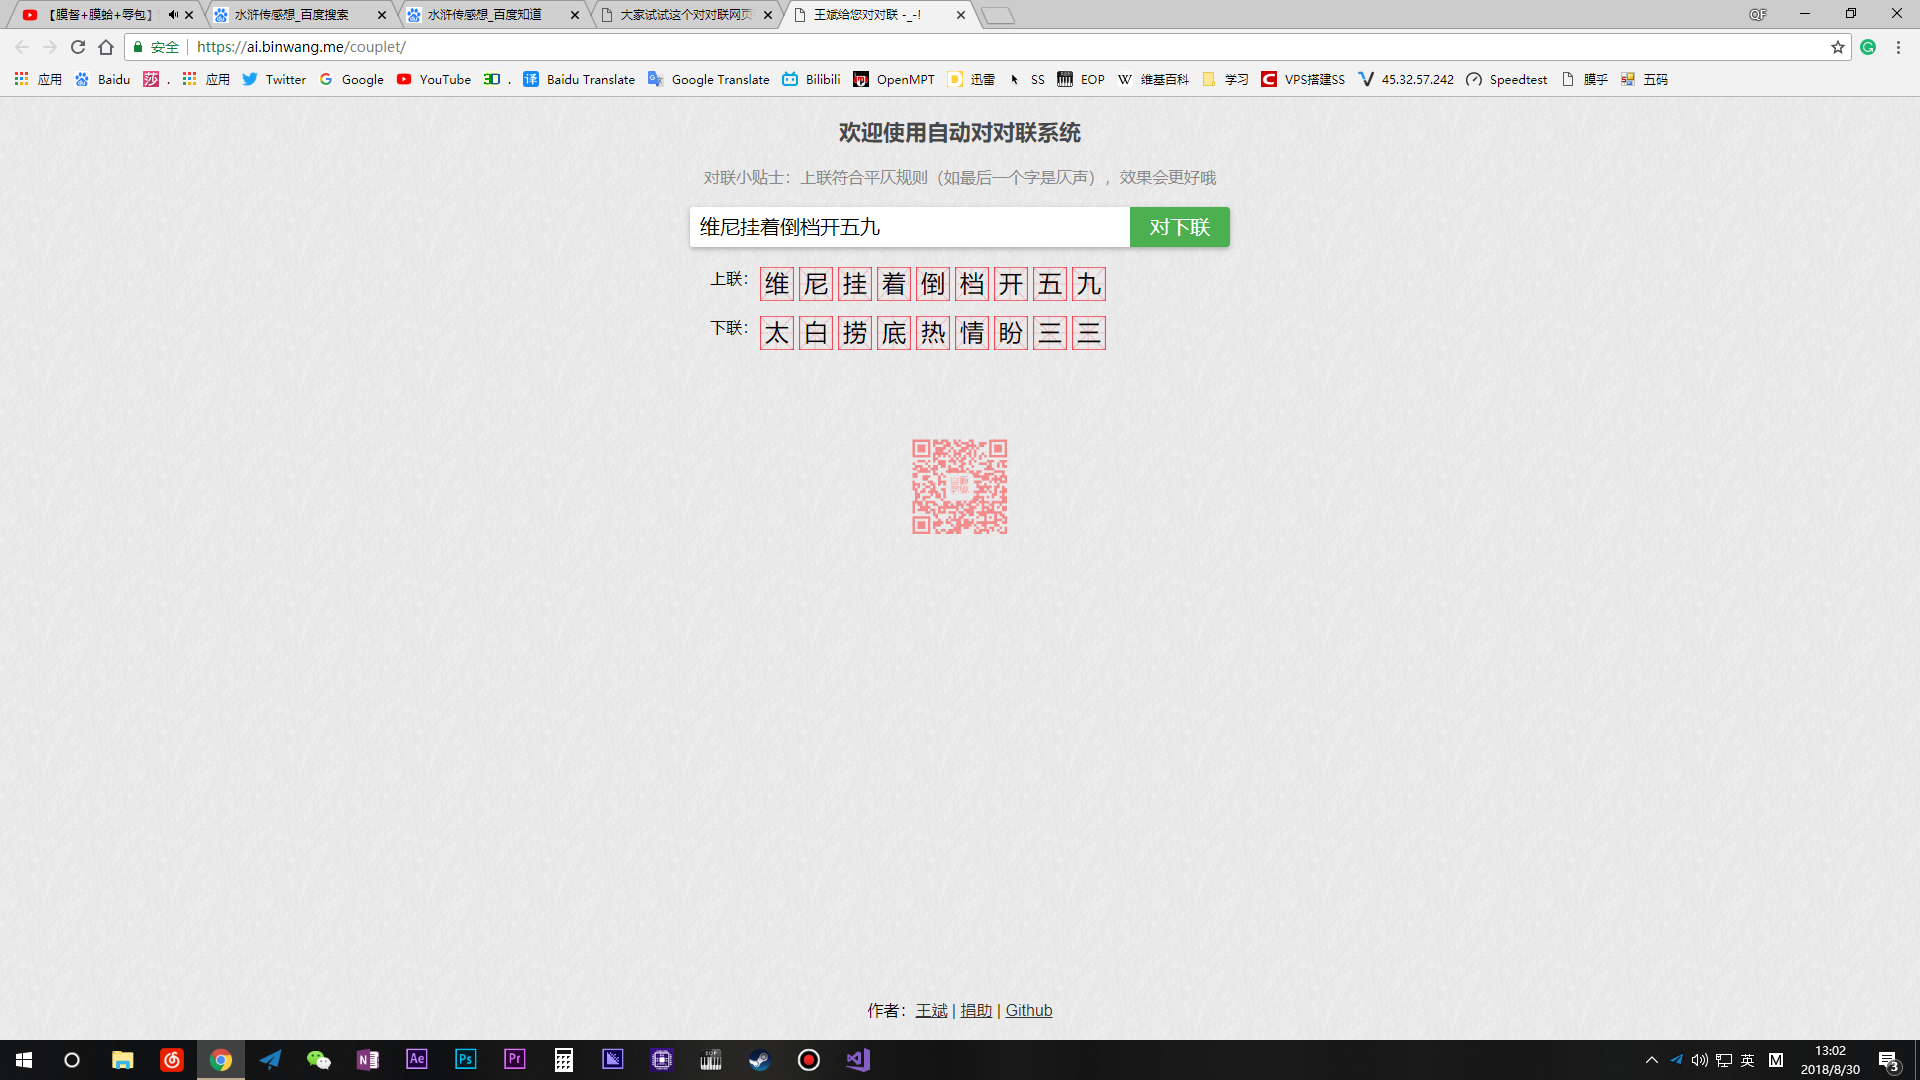 【膜督+膜蛤+辱包】
水浒传感想_百度搜索
水浒传感想_百度知道
大家试试这个对对联网页
王斌给您对对联 -_-!
QF
安全
https://ai.binwang.me/couplet/
应用 Baidu . 应用 Twitter Google YouTube . Baidu Translate Google Translate Bilibili OpenMPT 迅雷 SS EOP 维基百科 学习 VPS搭建SS 45.32.57.242 Speedtest 膜乎 五码
欢迎使用自动对对联系统
对联小贴士：上联符合平仄规则（如最后一个字是仄声），效果会更好哦
维尼挂着倒档开五九 对下联
上联： 维尼挂着倒档开五九
下联： 太白捞底热情盼三三
作者：王斌 | 捐助 | Github
英
13:02
2018/8/30
3